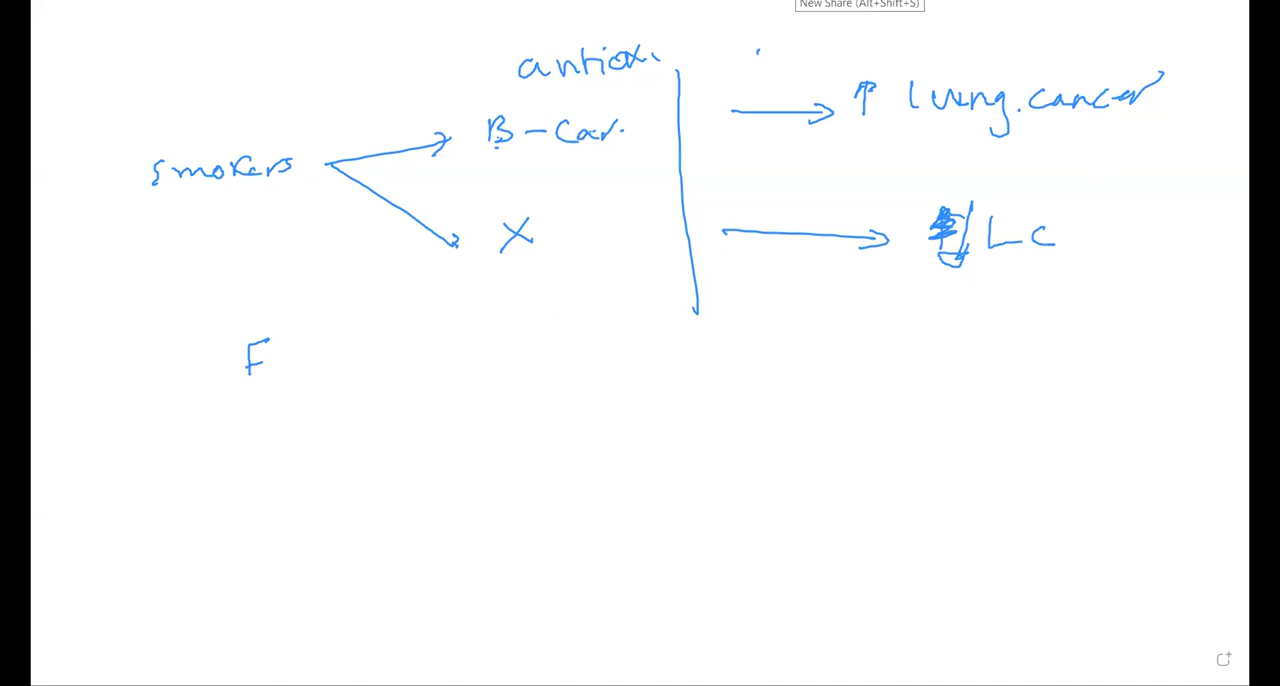 New Share (Alt+Shift+S)
antiox.
↑ lung.cancer
B-Car.
smokers
X
LC
F